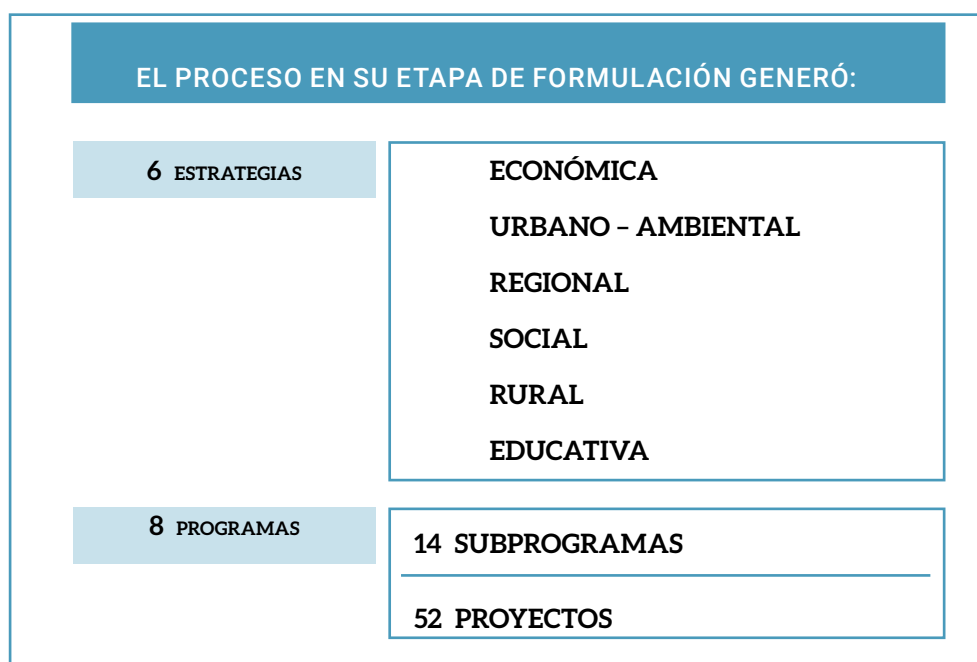 EL PROCESO EN SU ETAPA DE FORMULACIÓN GENERÓ:
6 ESTRATEGIAS
ECONÓMICA
URBANO – AMBIENTAL
REGIONAL
SOCIAL
RURAL
EDUCATIVA
8 PROGRAMAS
14 SUBPROGRAMAS
52 PROYECTOS